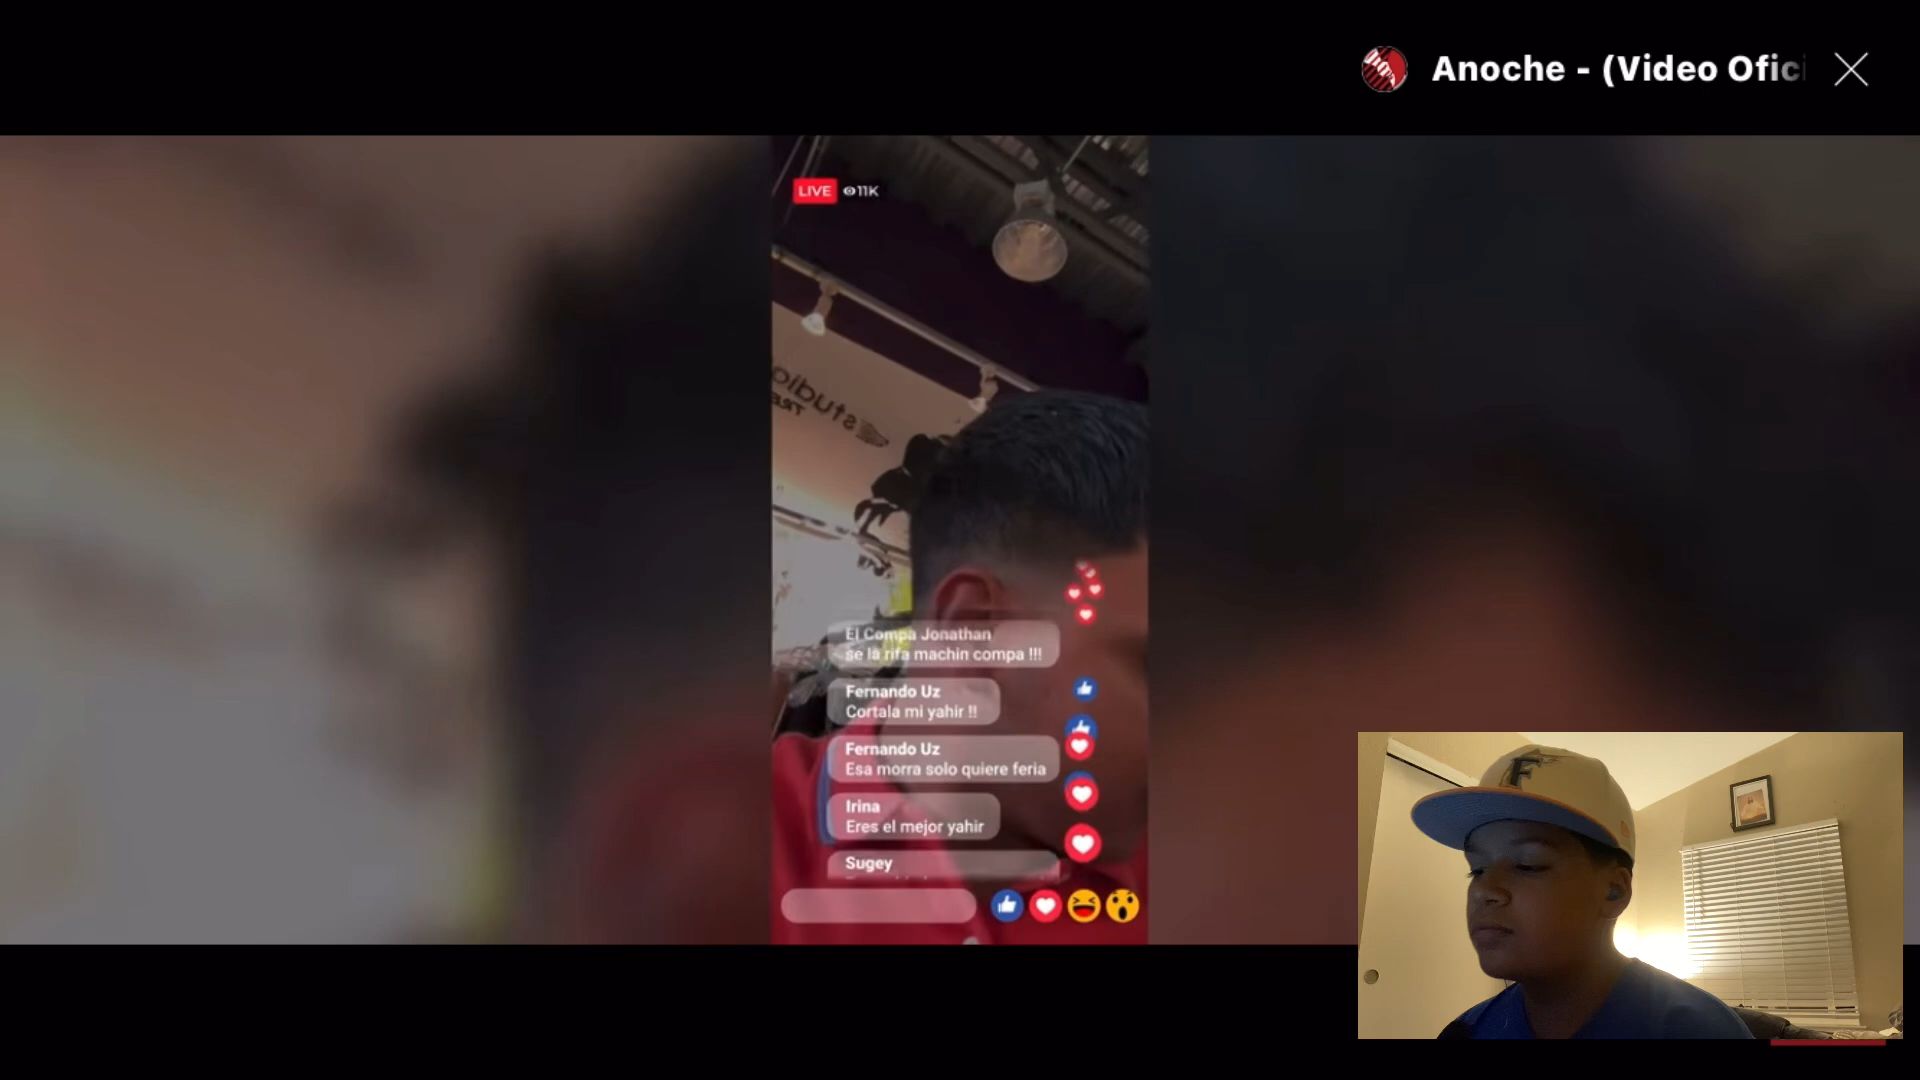 Anoche - (Video Ofic
LIVE 11K
studio
El Compa Jonathan
se la rifa machin compa !!!
Fernando Uz
Cortala mi yahir !!
Fernando Uz
Esa morra solo quiere feria
Irina
Eres el mejor yahir
Sugey
F